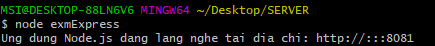 MSI@DESKTOP-88LN6V6 MINGW64 ~/Desktop/SERVER
$ node exmExpress
Ung dung Node.js dang lang nghe tai dia chi: http://:::8081